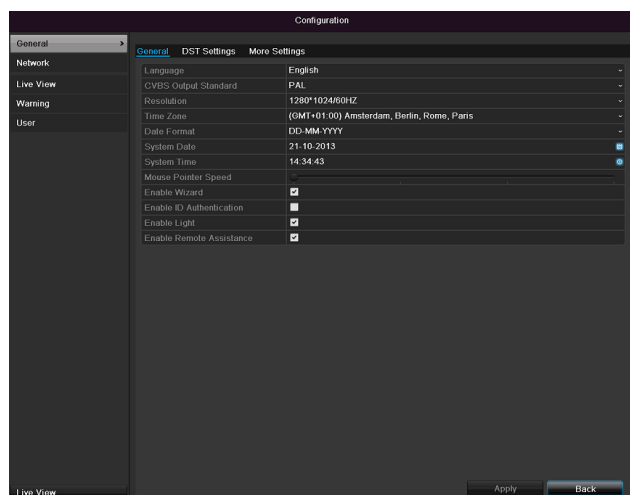 Configuration
General >
Network
Live View
Warning
User
General DST Settings More Settings
Language English
CVBS Output Standard PAL
Resolution 1280*1024/60HZ
Time Zone (GMT+01:00) Amsterdam, Berlin, Rome, Paris
Date Format DD-MM-YYYY
System Date 21-10-2013
System Time 14:34:43
Mouse Pointer Speed
Enable Wizard
Enable ID Authentication
Enable Light
Enable Remote Assistance
Live View Apply Back